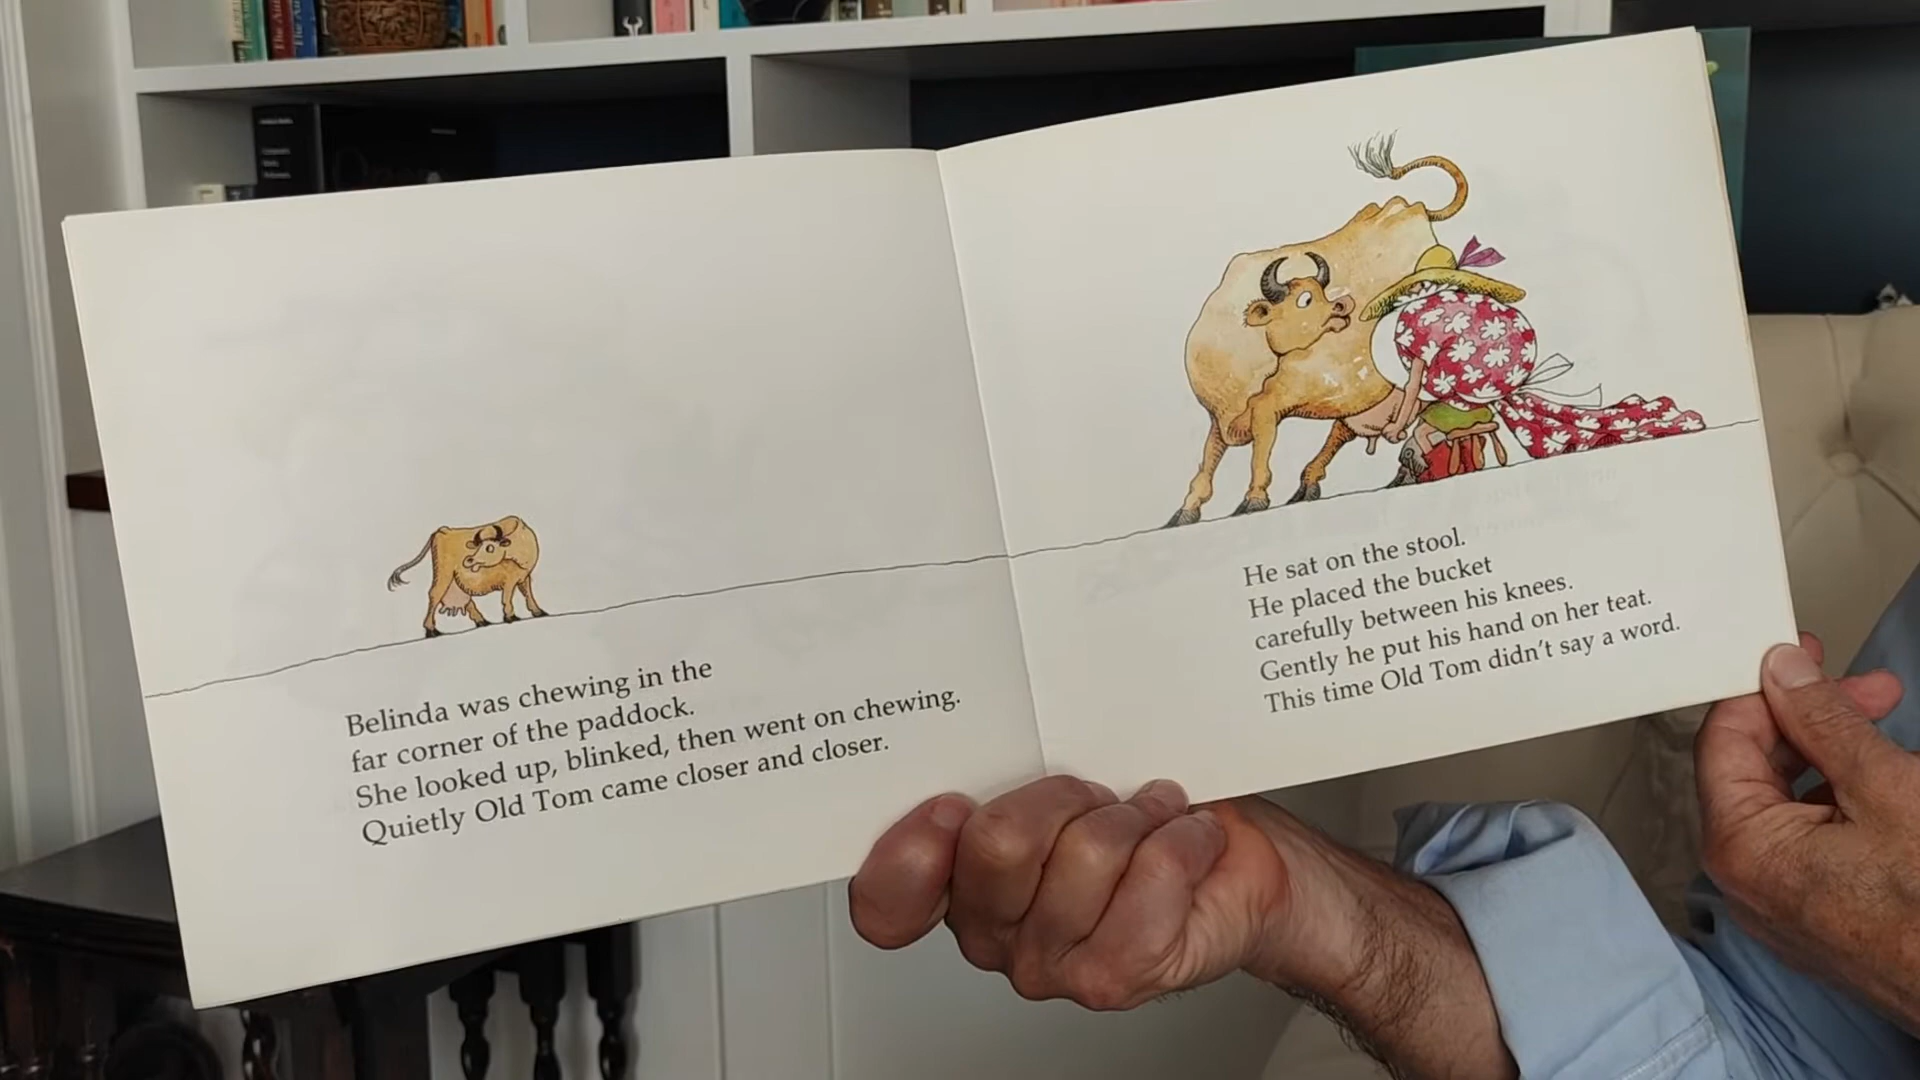 Belinda was chewing in the
far corner of the paddock.
She looked up, blinked, then went on chewing.
Quietly Old Tom came closer and closer.
He sat on the stool.
He placed the bucket
carefully between his knees.
Gently he put his hand on her teat.
This time Old Tom didn't say a word.